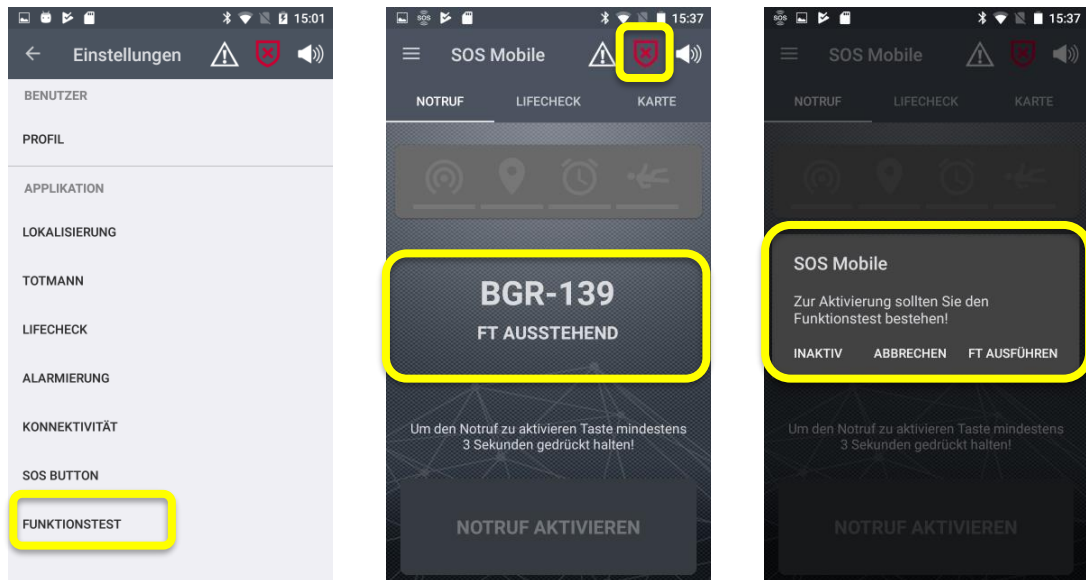 15:01
Einstellungen
BENUTZER
PROFIL
APPLIKATION
LOKALISIERUNG
TOTMANN
LIFECHECK
ALARMIERUNG
KONNEKTIVITÄT
SOS BUTTON
FUNKTIONSTEST
SOS 15:37
SOS Mobile
NOTRUF LIFECHECK KARTE
BGR-139
FT AUSSTEHEND
Um den Notruf zu aktivieren Taste mindestens
3 Sekunden gedrückt halten!
NOTRUF AKTIVIEREN
SOS 15:37
SOS Mobile
NOTRUF LIFECHECK KARTE
SOS Mobile
Zur Aktivierung sollten Sie den
Funktionstest bestehen!
INAKTIV ABBRECHEN FT AUSFÜHREN
Um den Notruf zu aktivieren Taste mindestens
3 Sekunden gedrückt halten!
NOTRUF AKTIVIEREN